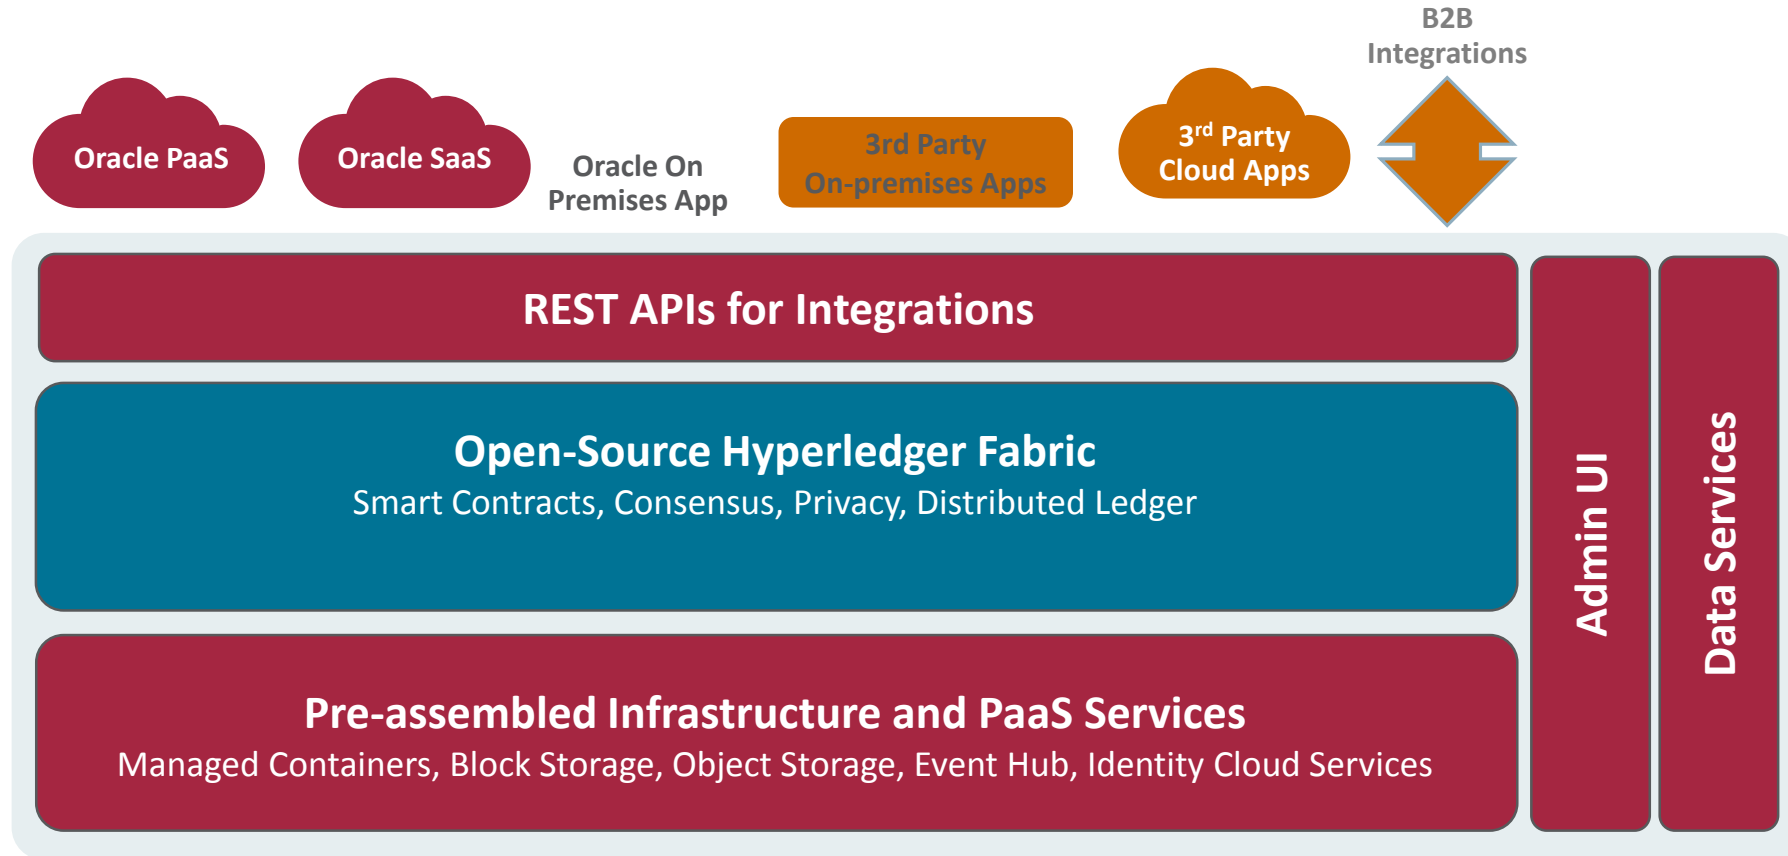 B2B
Integrations
Oracle PaaS
Oracle SaaS
Oracle On
Premises App
3rd Party
On-premises Apps
3rd Party
Cloud Apps
REST APIs for Integrations
Open-Source Hyperledger Fabric
Smart Contracts, Consensus, Privacy, Distributed Ledger
Pre-assembled Infrastructure and PaaS Services
Managed Containers, Block Storage, Object Storage, Event Hub, Identity Cloud Services
Admin UI
Data Services